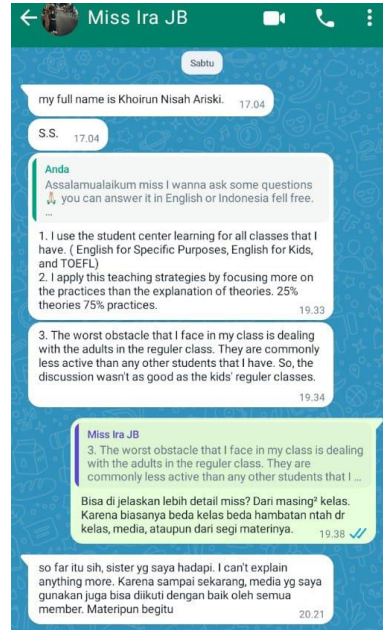 Miss Ira JB
Sabtu
my full name is Khoirun Nisah Ariski. 17.04
S.S. 17.04
Anda
Assalamualaikum miss I wanna ask some questions
🙏🏻 you can answer it in English or Indonesia fell free.
...
1. I use the student center learning for all classes that I
have. ( English for Specific Purposes, English for Kids,
and TOEFL)
2. I apply this teaching strategies by focusing more on
the practices than the explanation of theories. 25%
theories 75% practices.
19.33
3. The worst obstacle that I face in my class is dealing
with the adults in the reguler class. They are commonly
less active than any other students that I have. So, the
discussion wasn't as good as the kids' reguler classes.
19.34
Miss Ira JB
3. The worst obstacle that I face in my class is dealing
with the adults in the reguler class. They are
commonly less active than any other students that I ...
Bisa di jelaskan lebih detail miss? Dari masing² kelas.
Karena biasanya beda kelas beda hambatan ntah dr
kelas, media, ataupun dari segi materinya. 19.38
so far itu sih, sister yg saya hadapi. I can't explain
anything more. Karena sampai sekarang, media yg saya
gunakan juga bisa diikuti dengan baik oleh semua
member. Materipun begitu
20.21